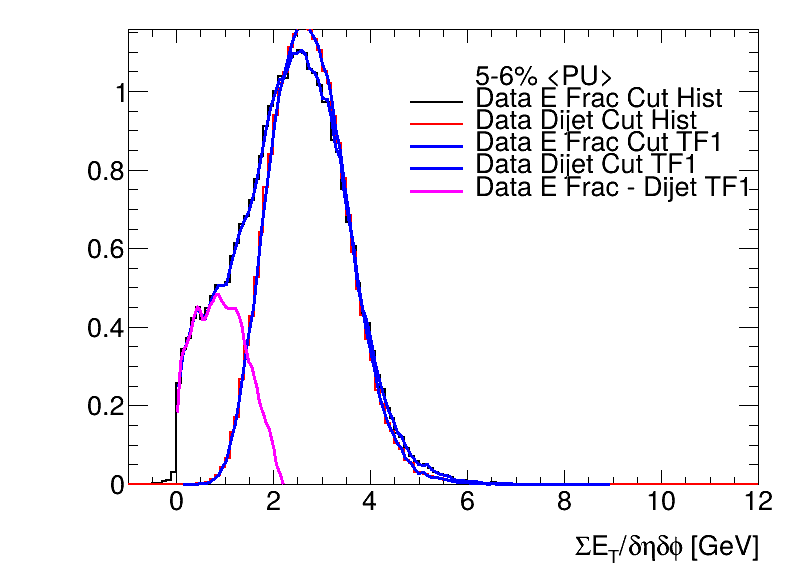 5-6% <PU>
Data E Frac Cut Hist
Data Dijet Cut Hist
Data E Frac Cut TF1
Data Dijet Cut TF1
Data E Frac - Dijet TF1
1
0.8
0.6
0.4
0.2
0
0 2 4 6 8 10 12
ΣE_T/δηδϕ [GeV]